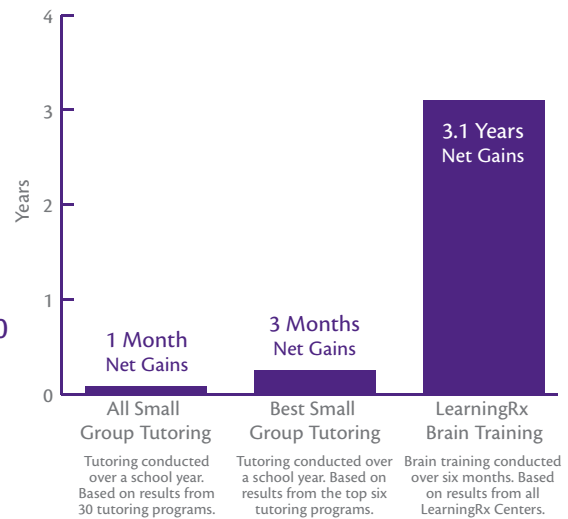 4
3
2
1
0
Years
0
1 Month
Net Gains
3 Months
Net Gains
3.1 Years
Net Gains
All Small
Group Tutoring
Tutoring conducted
over a school year.
Based on results from
30 tutoring programs.
Best Small
Group Tutoring
Tutoring conducted over
a school year. Based on
results from the top six
tutoring programs.
LearningRx
Brain Training
Brain training conducted
over six months. Based
on results from all
LearningRx Centers.